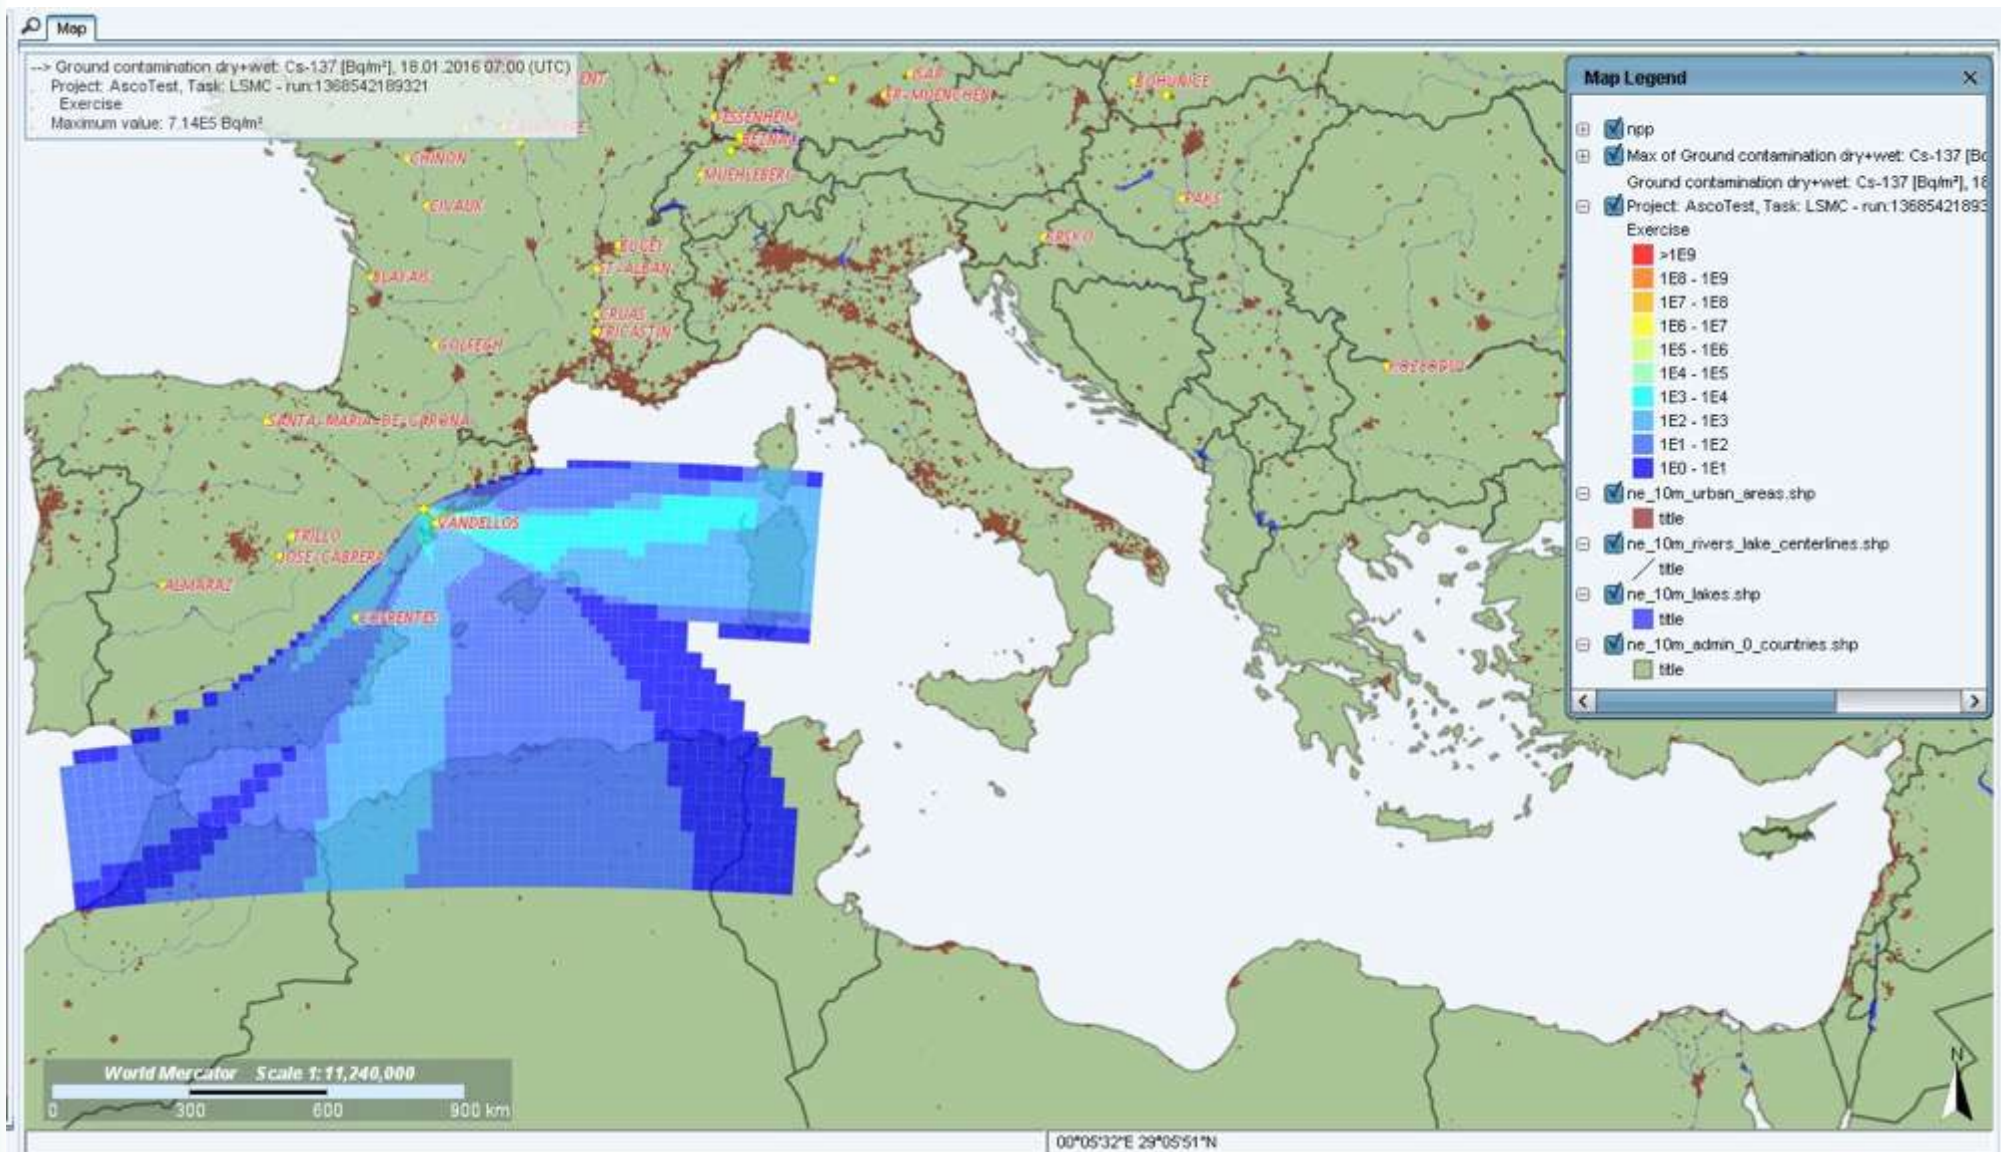 Map
--> Ground contamination dry+wet: Cs-137 [Bq/m²], 18.01.2016 07:00 (UTC)
Project: AscoTest, Task: LSMC - run:1368542189321
Exercise
Maximum value: 7.14E5 Bq/m²
ENT
ISAR
BOHUNICE
FR-MUENCHEN
FESSENHEIM
BEZNAU
CHINON
MUEHLEBERG
CIVAUX
PAKS
KRSKO
BUGEY
ST-ALBAN
BLAYAIS
CRUAS
TRICASTIN
GOLFECH
KOZLODUY
SANTA-MARIA-DE-GARONA
VANDELLOS
TRILLO
JOSE-CABRERA
ALMARAZ
COFRENTES
Map Legend
npp
Max of Ground contamination dry+wet: Cs-137 [Bq
Ground contamination dry+wet: Cs-137 [Bq/m²], 18
Project: AscoTest, Task: LSMC - run:13685421893
Exercise
>1E9
1E8 - 1E9
1E7 - 1E8
1E6 - 1E7
1E5 - 1E6
1E4 - 1E5
1E3 - 1E4
1E2 - 1E3
1E1 - 1E2
1E0 - 1E1
ne_10m_urban_areas.shp
title
ne_10m_rivers_lake_centerlines.shp
title
ne_10m_lakes.shp
title
ne_10m_admin_0_countries.shp
title
World Mercator Scale 1:11,240,000
0 300 600 900 km
N
00°05'32"E 29°05'51"N